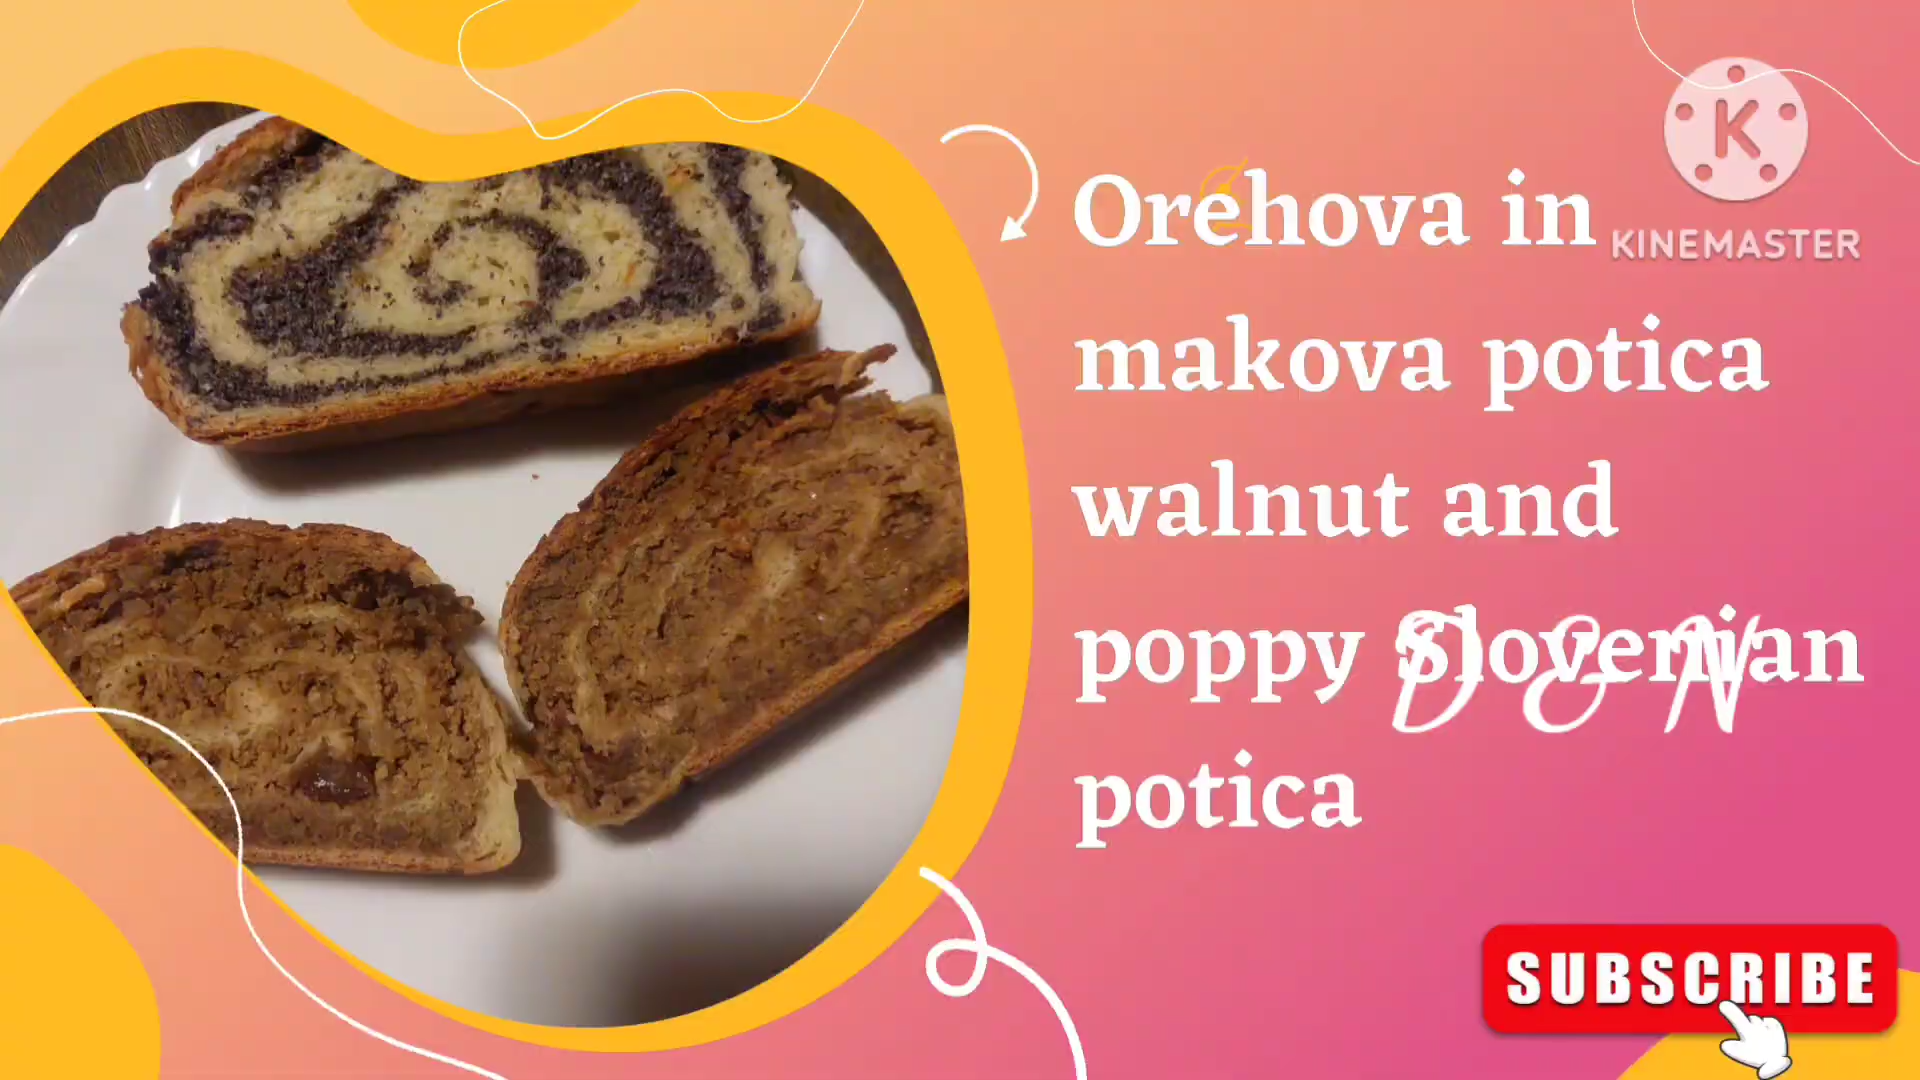 Orehova in
makova potica
walnut and
poppy Slovenian
potica
K
KINEMASTER
D & N
SUBSCRIBE